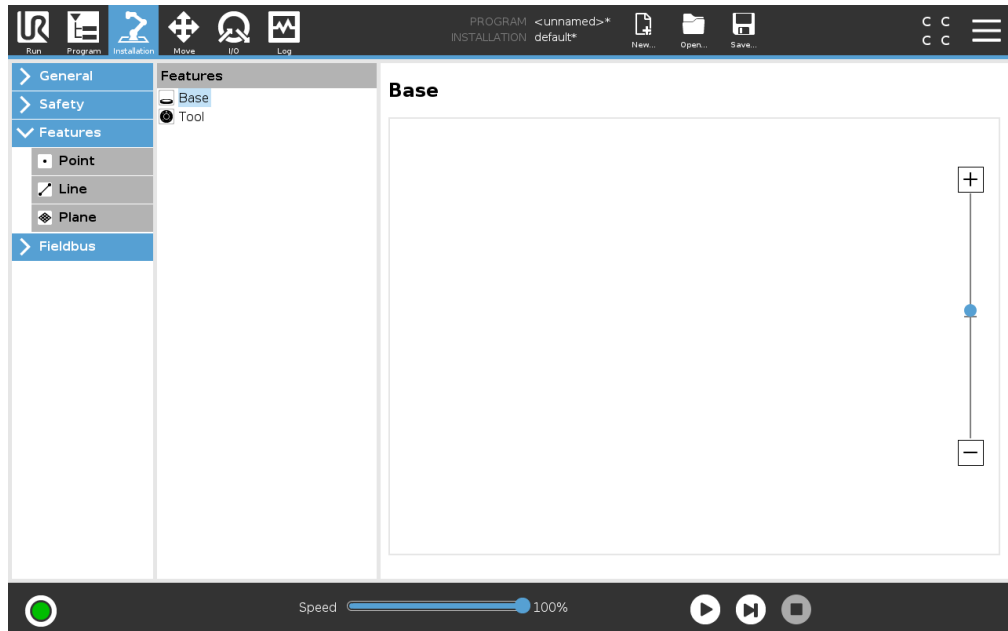 PROGRAM <unnamed>*
INSTALLATION default*
C C
C C
Run Program Installation Move I/O Log New... Open... Save...
General
Safety
Features
Point
Line
Plane
Fieldbus
Features
Base
Tool
Base
Speed 100%